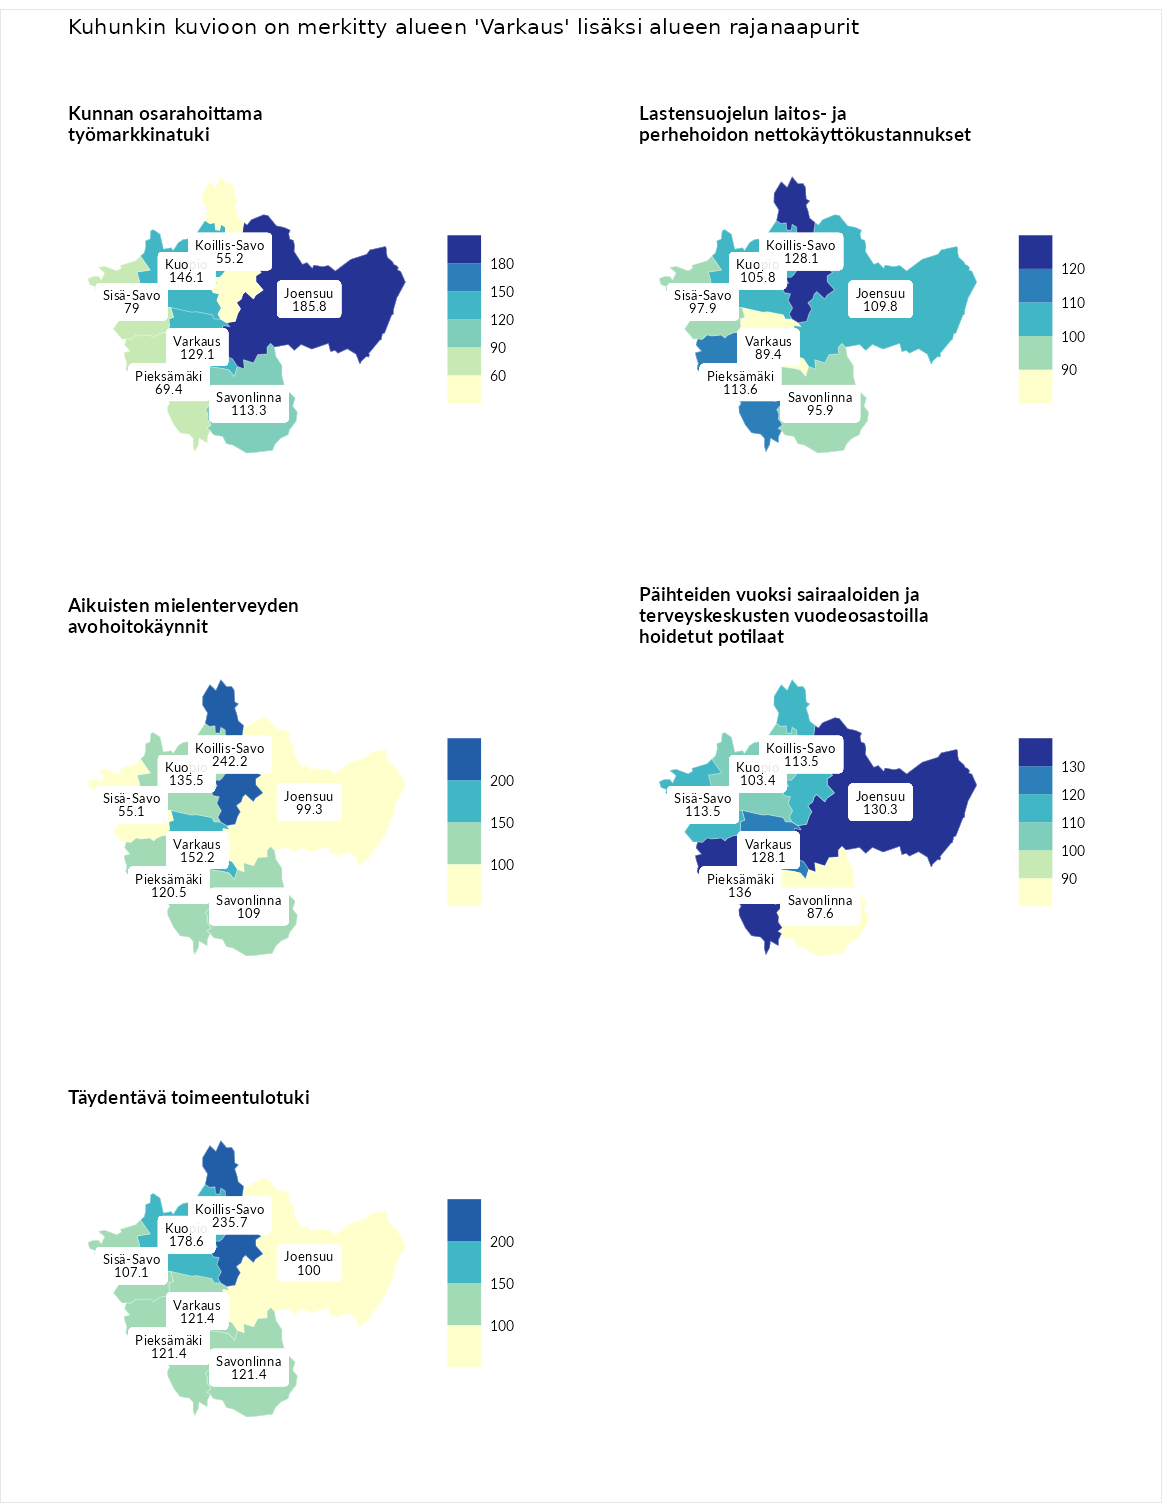 Kuhunkin kuvioon on merkitty alueen 'Varkaus' lisäksi alueen rajanaapurit
Kunnan osarahoittama
työmarkkinatuki
Koillis-Savo
55.2
Kuopio
146.1
Sisä-Savo
79
Joensuu
185.8
Varkaus
129.1
Pieksämäki
69.4
Savonlinna
113.3
180
150
120
90
60
Lastensuojelun laitos- ja
perhehoidon nettokäyttökustannukset
Koillis-Savo
128.1
Kuopio
105.8
Sisä-Savo
97.9
Joensuu
109.8
Varkaus
89.4
Pieksämäki
113.6
Savonlinna
95.9
120
110
100
90
Aikuisten mielenterveyden
avohoitokäynnit
Koillis-Savo
242.2
Kuopio
135.5
Sisä-Savo
55.1
Joensuu
99.3
Varkaus
152.2
Pieksämäki
120.5
Savonlinna
109
200
150
100
Päihteiden vuoksi sairaaloiden ja
terveyskeskusten vuodeosastoilla
hoidetut potilaat
Koillis-Savo
113.5
Kuopio
103.4
Sisä-Savo
113.5
Joensuu
130.3
Varkaus
128.1
Pieksämäki
136
Savonlinna
87.6
130
120
110
100
90
Täydentävä toimeentulotuki
Koillis-Savo
235.7
Kuopio
178.6
Sisä-Savo
107.1
Joensuu
100
Varkaus
121.4
Pieksämäki
121.4
Savonlinna
121.4
200
150
100